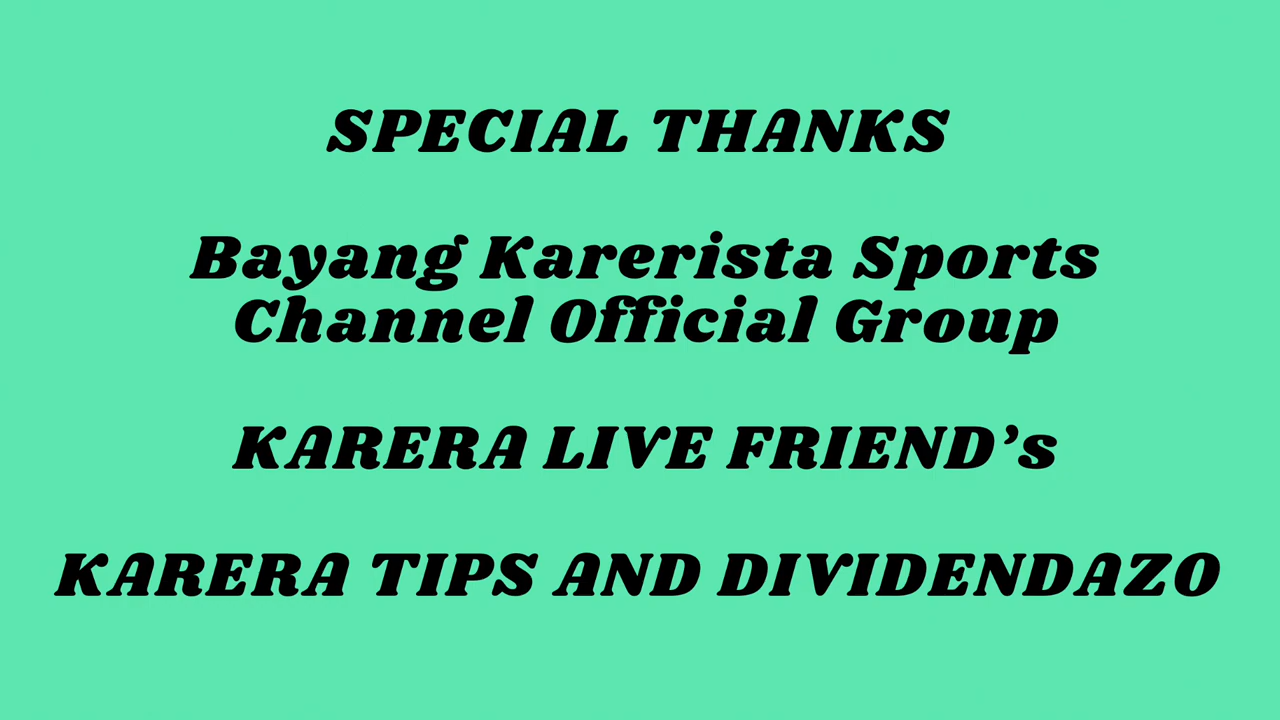 SPECIAL THANKS
Bayang Karerista Sports
Channel Official Group
KARERA LIVE FRIEND’s
KARERA TIPS AND DIVIDENDAZO